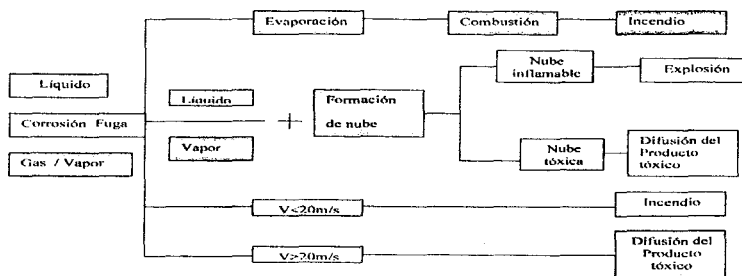 Evaporación
Combustión
Incendio
Líquido
Corrosión Fuga
Gas / Vapor
Líquido
Vapor
+
Formación
de nube
Nube
inflamable
Explosión
Nube
tóxica
Difusión del
Producto
tóxico
V<20m/s
Incendio
V>20m/s
Difusión del
Producto
tóxico